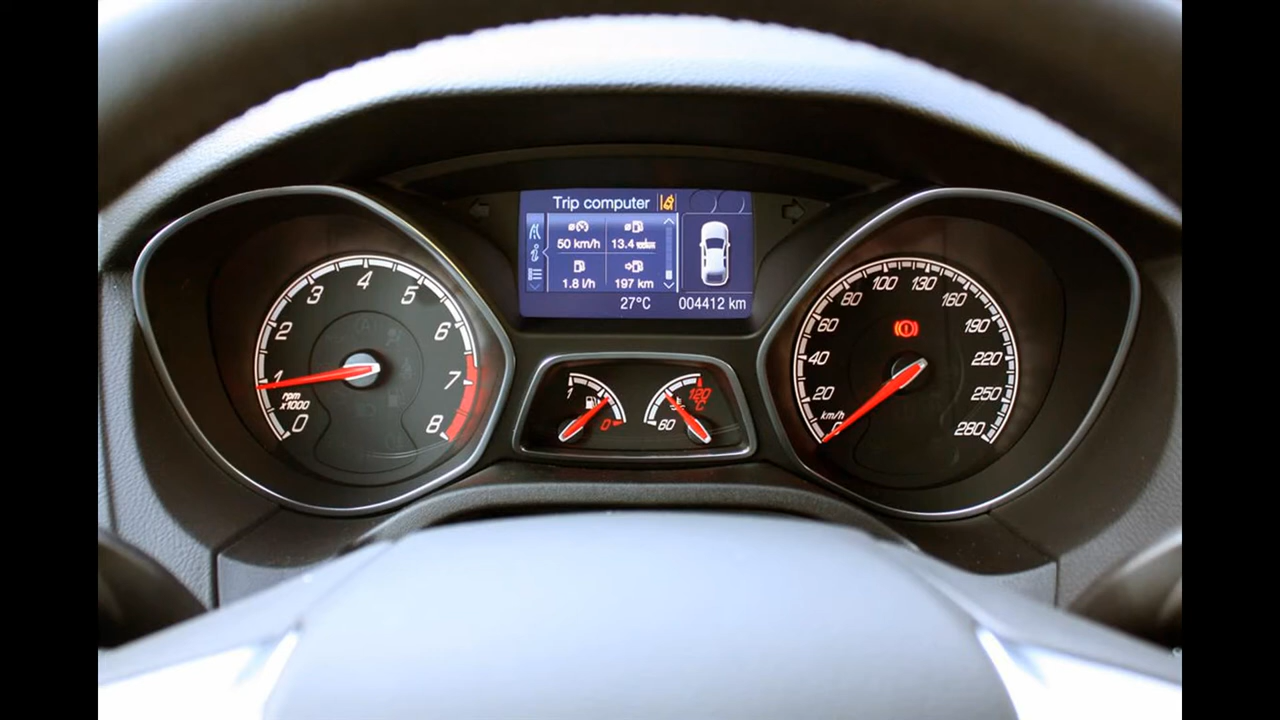 Trip computer
50 km/h 13.4
1.8 l/h 197 km
27°C 004412 km
0 1 2 3 4 5 6 7 8
rpm
x1000
1 0
60 120
°C
0 20 40 60 80 100 130 160 190 220 250 280
km/h